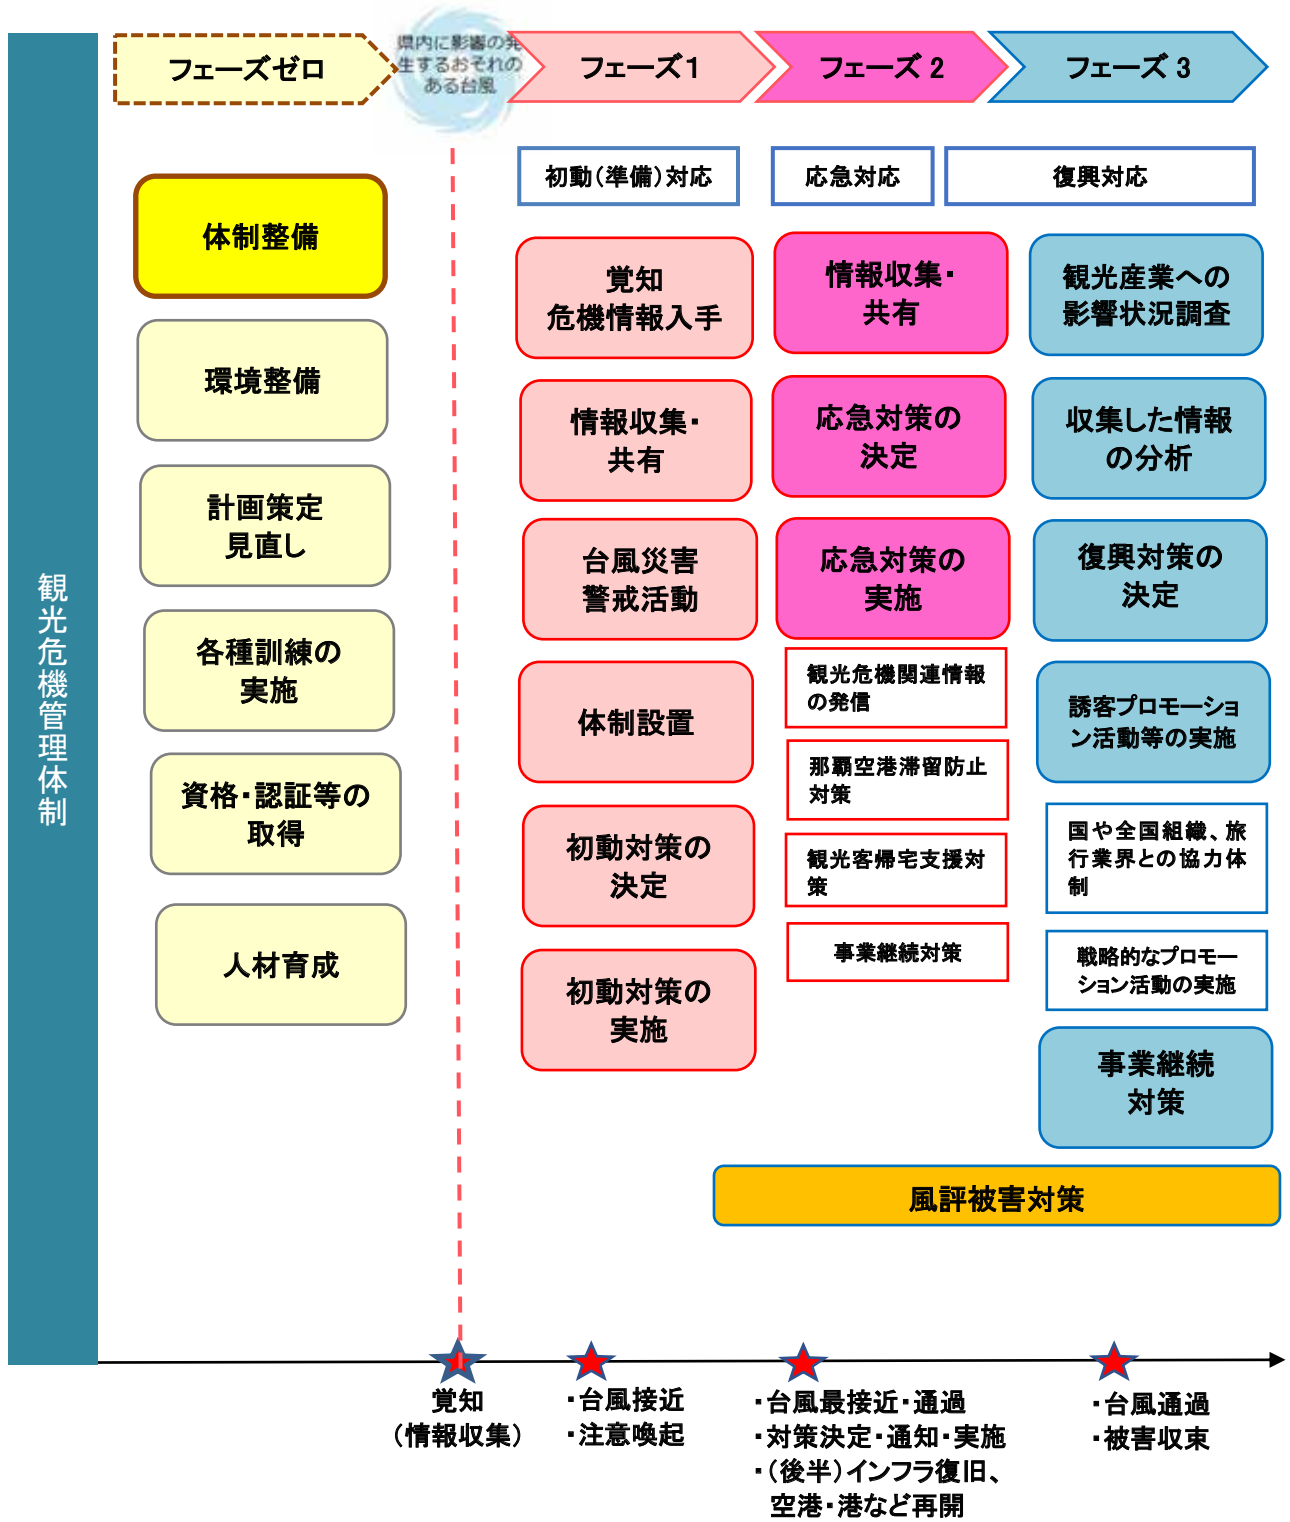 観光危機管理体制
フェーズゼロ
県内に影響の発
生するおそれの
ある台風
フェーズ1
フェーズ 2
フェーズ 3
体制整備
環境整備
計画策定
見直し
各種訓練の
実施
資格・認証等の
取得
人材育成
初動（準備）対応
覚知
危機情報入手
情報収集・
共有
台風災害
警戒活動
体制設置
初動対策の
決定
初動対策の
実施
応急対応
情報収集・
共有
応急対策の
決定
応急対策の
実施
観光危機関連情報
の発信
那覇空港滞留防止
対策
観光客帰宅支援対
策
事業継続対策
復興対応
観光産業への
影響状況調査
収集した情報
の分析
復興対策の
決定
誘客プロモーショ
ン活動等の実施
国や全国組織、旅
行業界との協力体
制
戦略的なプロモー
ション活動の実施
事業継続
対策
風評被害対策
覚知
（情報収集）
・台風接近
・注意喚起
・台風最接近・通過
・対策決定・通知・実施
・（後半）インフラ復旧、
空港・港など再開
・台風通過
・被害収束